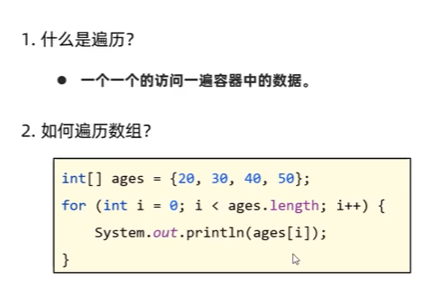 1. 什么是遍历?
● 一个一个的访问一遍容器中的数据。
2. 如何遍历数组?
int[] ages = {20, 30, 40, 50};
for (int i = 0; i < ages.length; i++) {
    System.out.println(ages[i]);
}